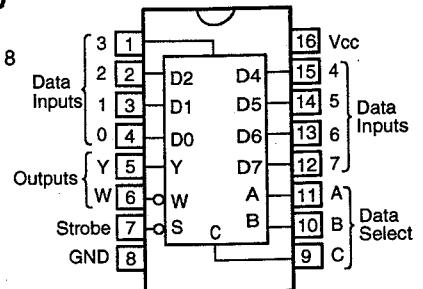 8
3 1 16 Vcc
2 2 D2 D4 15 4
Data Inputs
1 3 D1 D5 14 5
Data Inputs
0 4 D0 D6 13 6
Y 5 Y D7 12 7
Outputs
W 6 W A 11 A
Strobe 7 S B 10 B
Data Select
GND 8 C 9 C